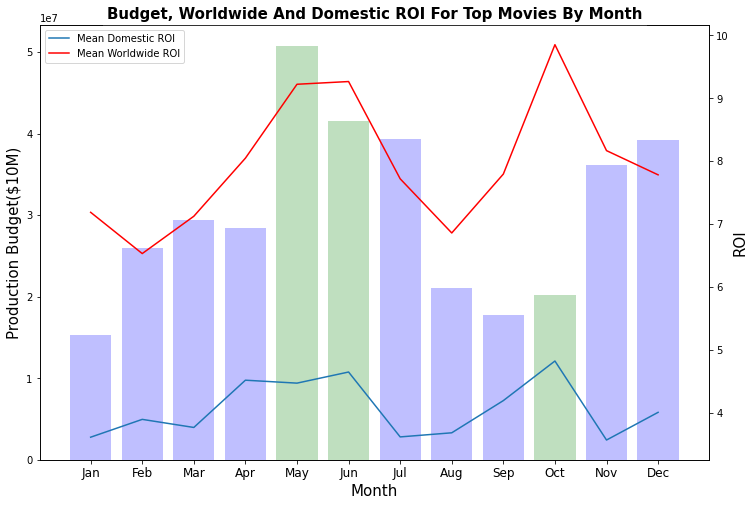 Budget, Worldwide And Domestic ROI For Top Movies By Month
1e7
Mean Domestic ROI
Mean Worldwide ROI
Production Budget($10M)
5
4
3
2
1
0
10
9
8
7
6
5
4
ROI
Jan Feb Mar Apr May Jun Jul Aug Sep Oct Nov Dec
Month